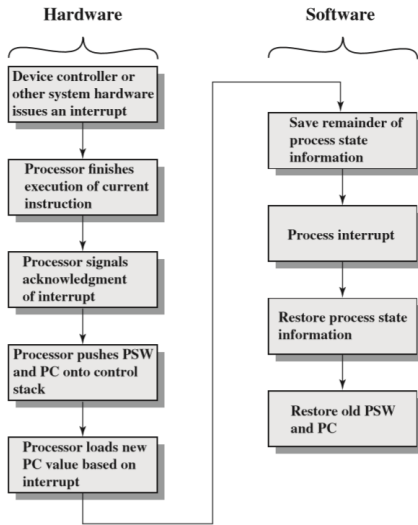 Hardware
Device controller or
other system hardware
issues an interrupt
Processor finishes
execution of current
instruction
Processor signals
acknowledgment
of interrupt
Processor pushes PSW
and PC onto control
stack
Processor loads new
PC value based on
interrupt
Software
Save remainder of
process state
information
Process interrupt
Restore process state
information
Restore old PSW
and PC